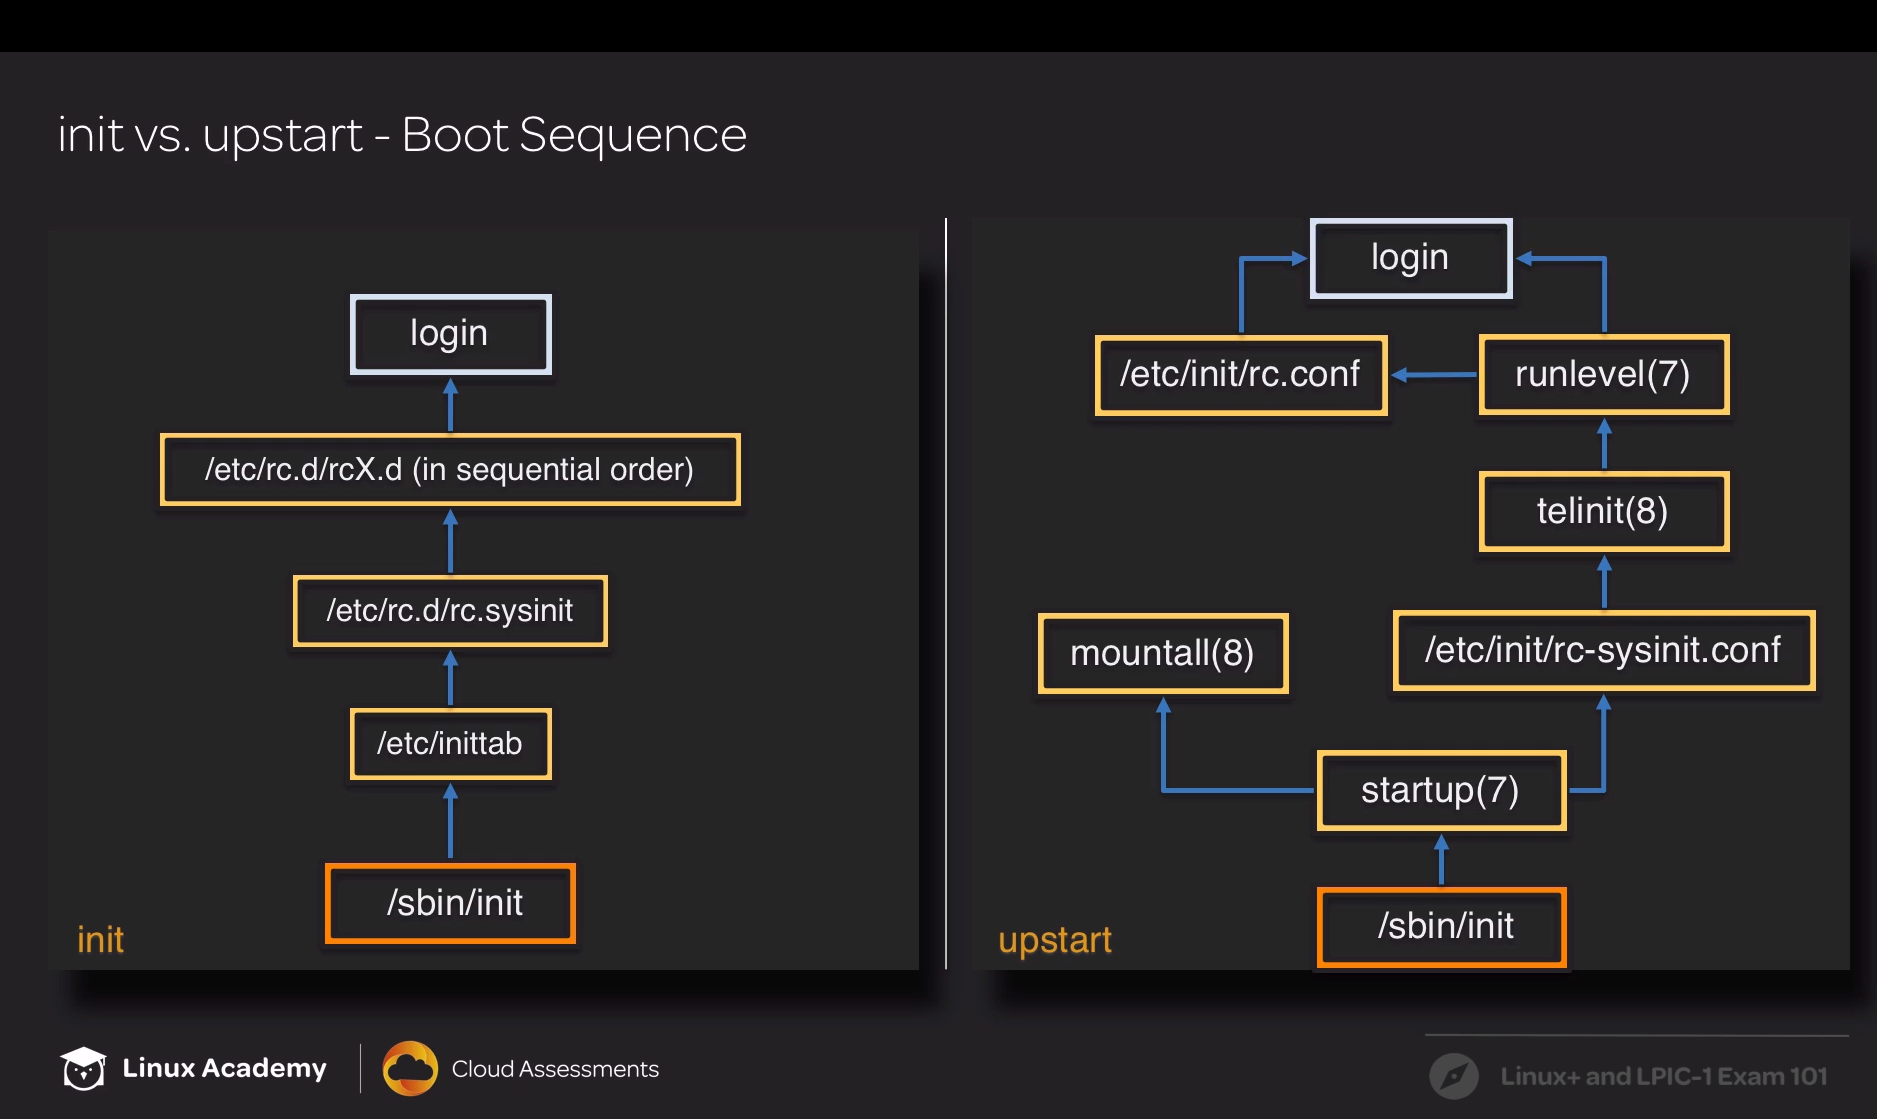 init vs. upstart - Boot Sequence
login
/etc/rc.d/rcX.d (in sequential order)
/etc/rc.d/rc.sysinit
/etc/inittab
/sbin/init
init
login
/etc/init/rc.conf
runlevel(7)
telinit(8)
mountall(8)
/etc/init/rc-sysinit.conf
startup(7)
/sbin/init
upstart
Linux Academy
Cloud Assessments
Linux+ and LPIC-1 Exam 101